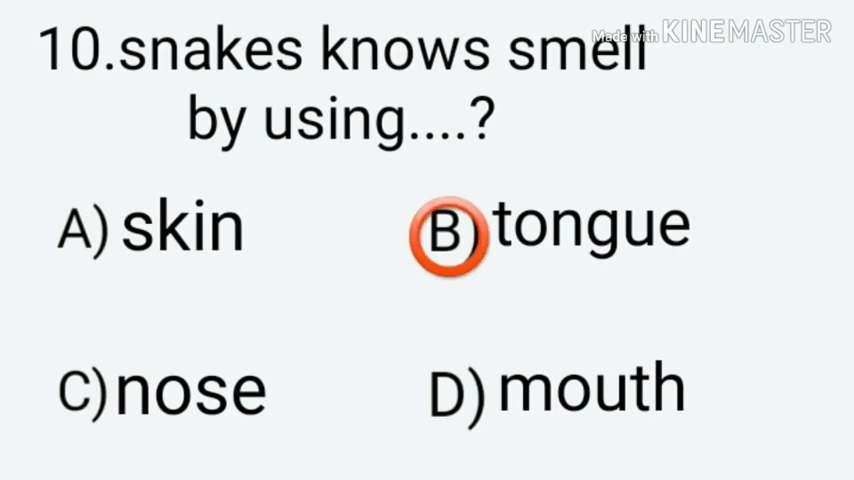 Made with KINEMASTER
10.snakes knows smell
by using....?
A) skin
B) tongue
C) nose
D) mouth